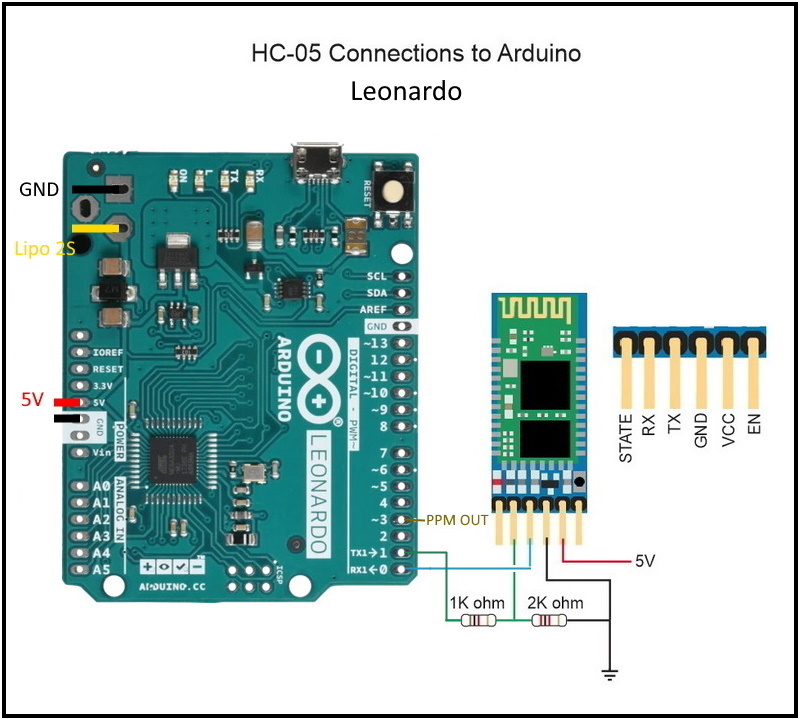 HC-05 Connections to Arduino
Leonardo
GND
Lipo 2S
5V
ON
L
TX
RX
RESET
SCL
SDA
AREF
GND
~13
12
~11
~10
~9
8
7
~6
~5
4
~3
2
TX1→1
RX1←0
IOREF
RESET
3.3V
5V
GND
Vin
A0
A1
A2
A3
A4
A5
POWER
ANALOG IN
ARDUINO
LEONARDO
DIGITAL - PWM~
ICSP
ARDUINO.CC
PPM OUT
STATE
RX
TX
GND
VCC
EN
5V
1K ohm
2K ohm